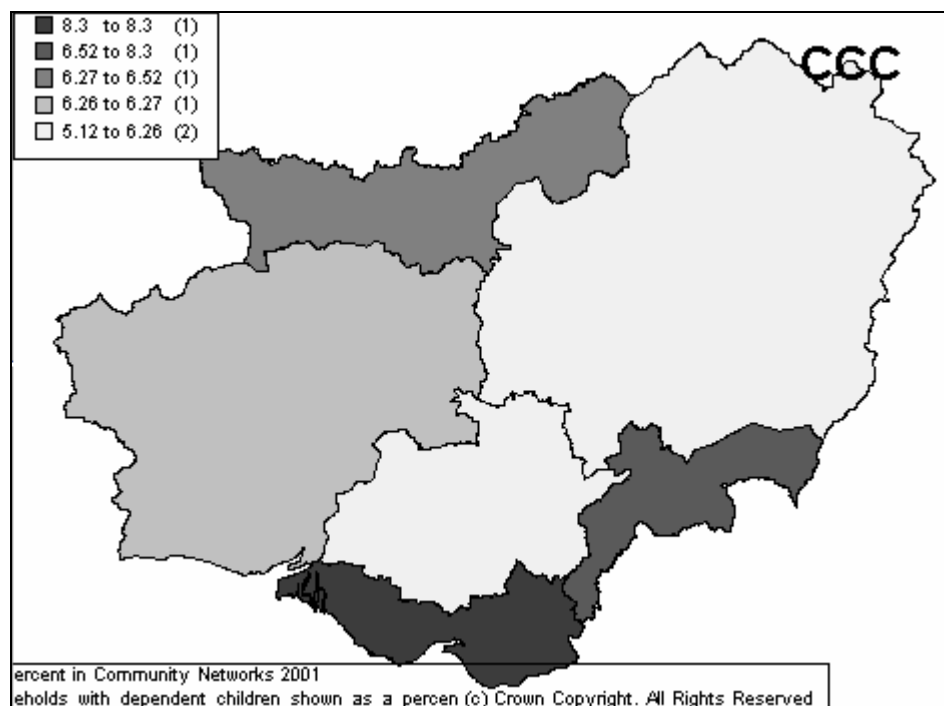 8.3 to 8.3 (1)
6.52 to 8.3 (1)
6.27 to 6.52 (1)
6.26 to 6.27 (1)
5.12 to 6.26 (2)
CCC
ercent in Community Networks 2001
eholds with dependent children shown as a percen (c) Crown Copyright. All Rights Reserved